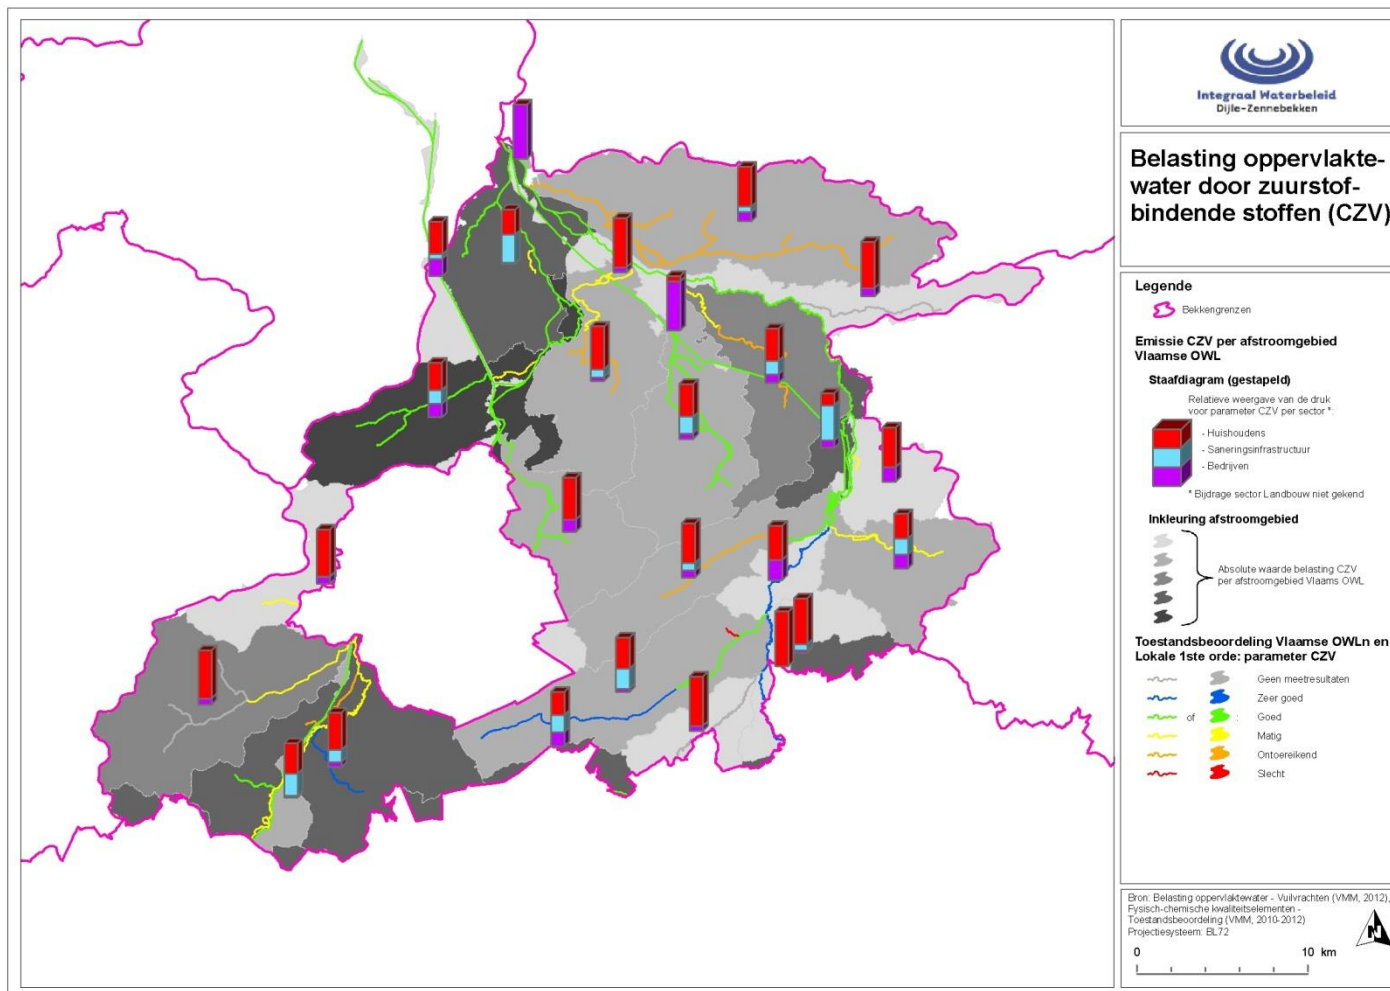 Integraal Waterbeleid
Dijle-Zennebekken
Belasting oppervlakte-
water door zuurstof-
bindende stoffen (CZV)
Legende
Bekkengrenzen
Emissie CZV per afstroomgebied
Vlaamse OWL
Staafdiagram (gestapeld)
Relatieve weergave van de druk
voor parameter CZV per sector *:
- Huishoudens
- Saneringsinfrastructuur
- Bedrijven
* Bijdrage sector Landbouw niet gekend
Inkleuring afstroomgebied
Absolute waarde belasting CZV
per afstroomgebied Vlaams OWL
Toestandsbeoordeling Vlaamse OWLn en
Lokale 1ste orde: parameter CZV
Geen meetresultaten
Zeer goed
of : Goed
Matig
Ontoereikend
Slecht
Bron: Belasting oppervlaktewater - Vuilvrachten (VMM, 2012),
Fysisch-chemische kwaliteitselementen -
Toestandsbeoordeling (VMM, 2010-2012)
Projectiesysteem: BL72
N
0 10 km